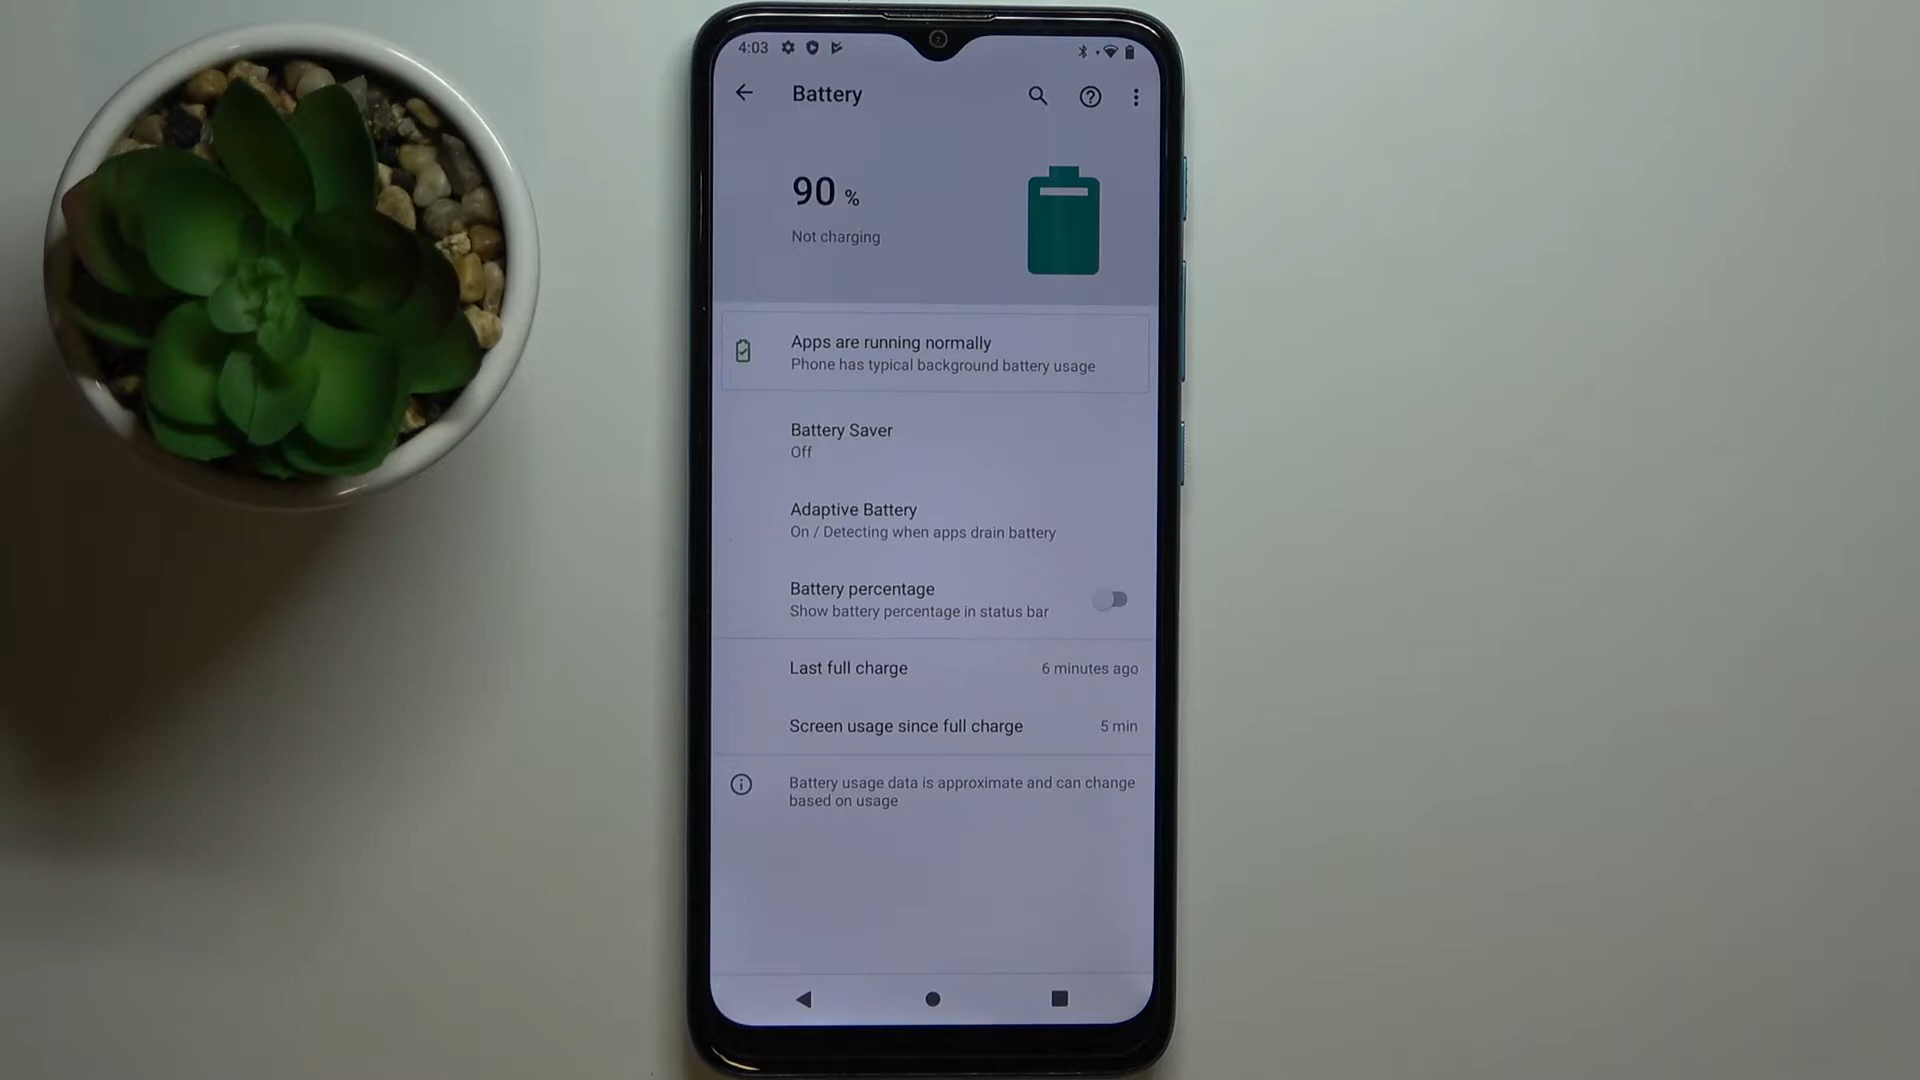 4:03
Battery
90 %
Not charging
Apps are running normally
Phone has typical background battery usage
Battery Saver
Off
Adaptive Battery
On / Detecting when apps drain battery
Battery percentage
Show battery percentage in status bar
Last full charge 6 minutes ago
Screen usage since full charge 5 min
Battery usage data is approximate and can change
based on usage